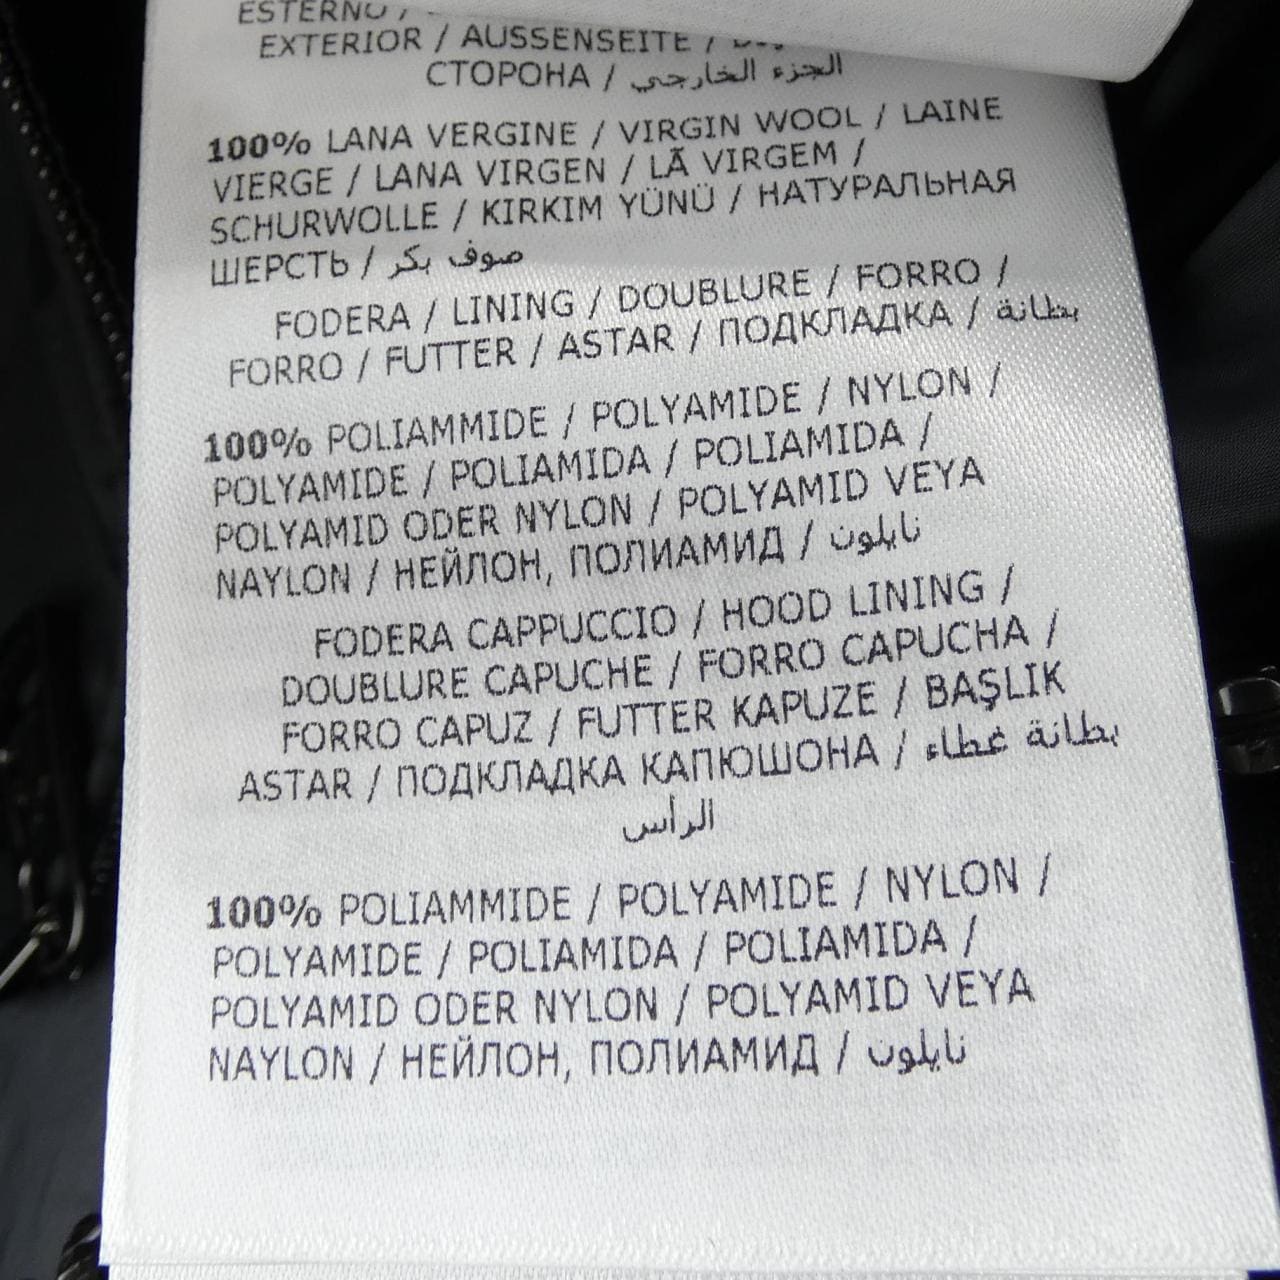 ESTERNO /
EXTERIOR / AUSSENSEITE /
СТОРОНА / الجزء الخارجي
100% LANA VERGINE / VIRGIN WOOL / LAINE
VIERGE / LANA VIRGEN / LÃ VIRGEM /
SCHURWOLLE / KIRKIM YÜNÜ / НАТУРАЛЬНАЯ
ШЕРСТЬ / صوف بكر
FODERA / LINING / DOUBLURE / FORRO /
FORRO / FUTTER / ASTAR / ПОДКЛАДКА / بطانة
100% POLIAMMIDE / POLYAMIDE / NYLON /
POLYAMIDE / POLIAMIDA / POLIAMIDA /
POLYAMID ODER NYLON / POLYAMID VEYA
NAYLON / НЕЙЛОН, ПОЛИАМИД / نايلون
FODERA CAPPUCCIO / HOOD LINING /
DOUBLURE CAPUCHE / FORRO CAPUCHA /
FORRO CAPUZ / FUTTER KAPUZE / BAŞLIK
ASTAR / ПОДКЛАДКА КАПЮШОНА / بطانة غطاء
الرأس
100% POLIAMMIDE / POLYAMIDE / NYLON /
POLYAMIDE / POLIAMIDA / POLIAMIDA /
POLYAMID ODER NYLON / POLYAMID VEYA
NAYLON / НЕЙЛОН, ПОЛИАМИД / نايلون